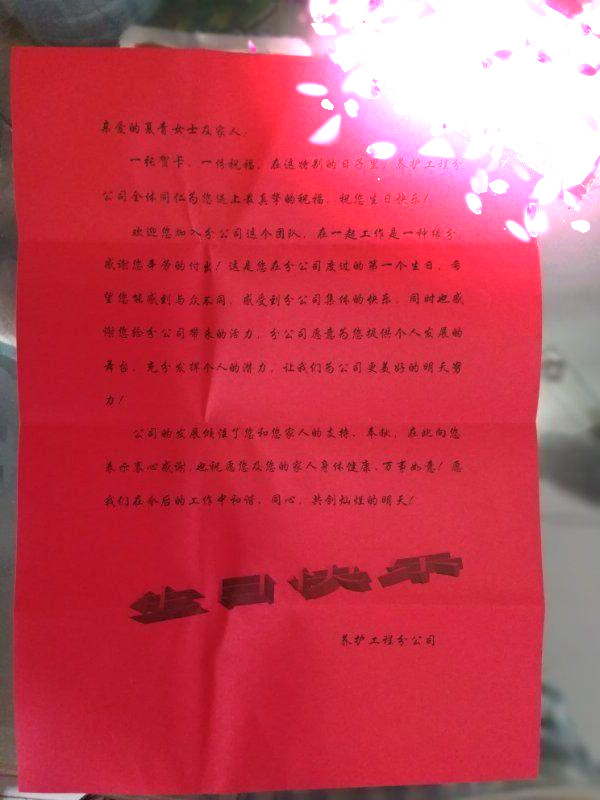 亲爱的夏青女士及家人：
一张贺卡、一份祝福，在这特别的日子里，养护工程分
公司全体同仁为您送上最真挚的祝福，祝您生日快乐！
欢迎您加入分公司这个团队，在一起工作是一种缘分，
感谢您辛劳的付出！这是您在分公司度过的第一个生日，希
望您能感到与众不同，感受到分公司集体的快乐，同时也感
谢您给分公司带来的活力，分公司愿意为您提供个人发展的
舞台，充分发挥个人的潜力，让我们为公司更美好的明天努
力！
公司的发展倾注了您和您家人的支持、奉献，在此向您
表示衷心感谢，也祝愿您及您的家人身体健康、万事如意！愿
我们在今后的工作中和谐、同心，共创灿烂的明天！
生日快乐
养护工程分公司